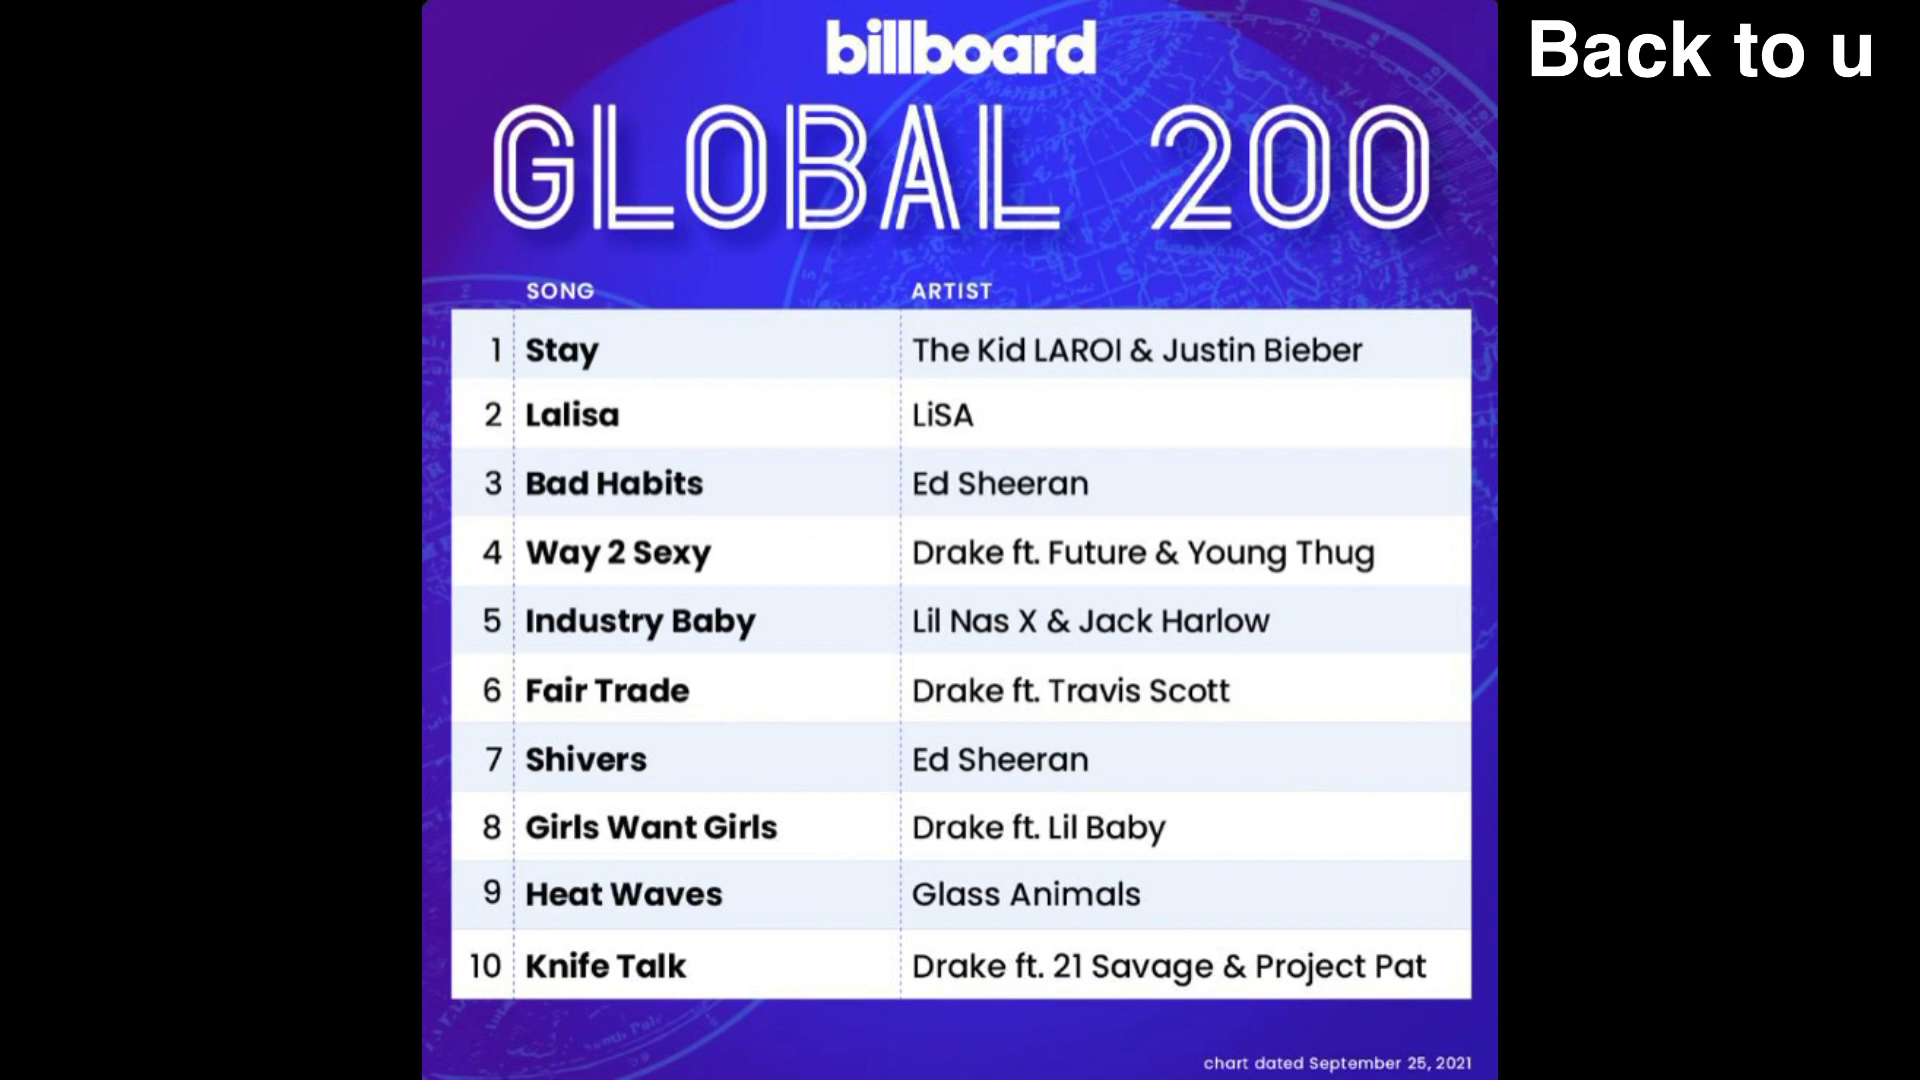 billboard
Back to u
GLOBAL 200
SONG ARTIST
1 Stay The Kid LAROI & Justin Bieber
2 Lalisa LiSA
3 Bad Habits Ed Sheeran
4 Way 2 Sexy Drake ft. Future & Young Thug
5 Industry Baby Lil Nas X & Jack Harlow
6 Fair Trade Drake ft. Travis Scott
7 Shivers Ed Sheeran
8 Girls Want Girls Drake ft. Lil Baby
9 Heat Waves Glass Animals
10 Knife Talk Drake ft. 21 Savage & Project Pat
chart dated September 25, 2021